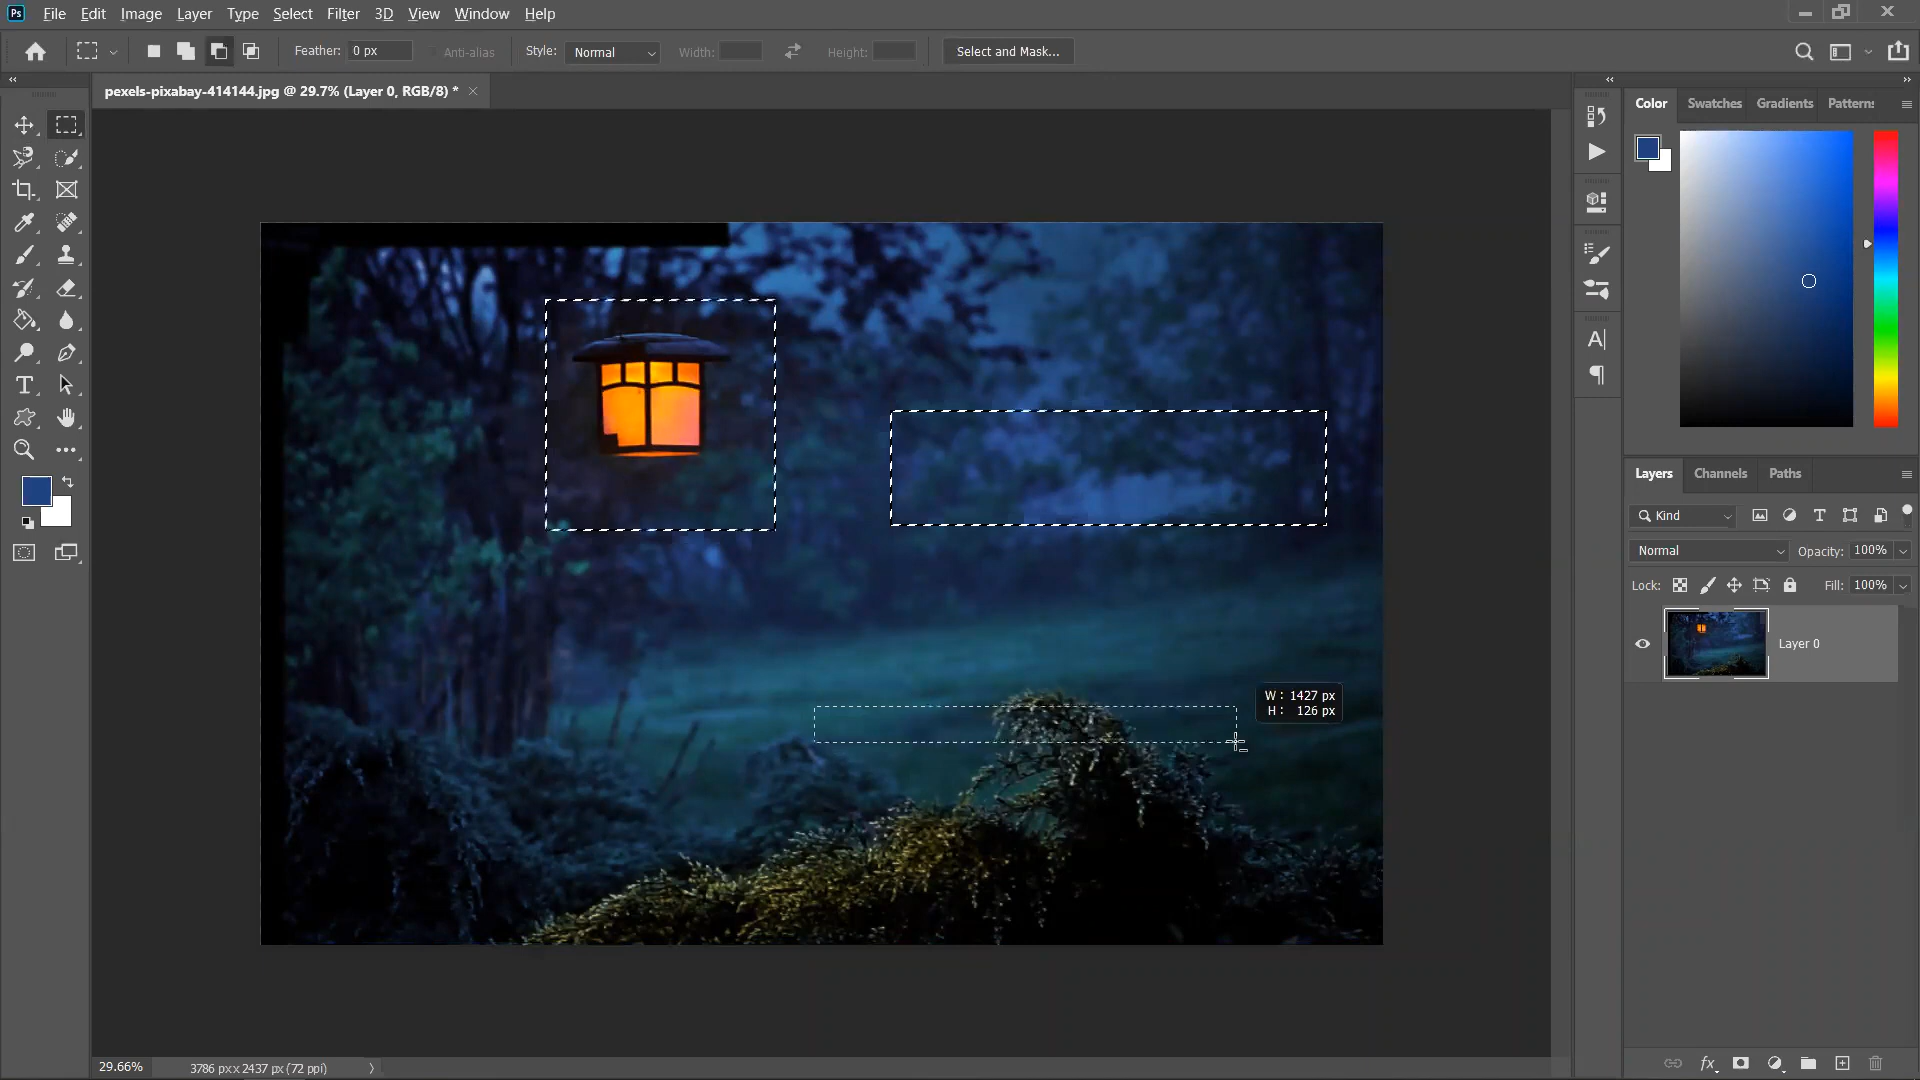 Ps File Edit Image Layer Type Select Filter 3D View Window Help
Feather: 0 px Anti-alias Style: Normal Width: Height: Select and Mask...
pexels-pixabay-414144.jpg @ 29.7% (Layer 0, RGB/8) *
Color Swatches Gradients Patterns
W: 1427 px
H: 126 px
Layers Channels Paths
Kind
Normal Opacity: 100%
Lock: Fill: 100%
Layer 0
29.66% 3786 px x 2437 px (72 ppi)